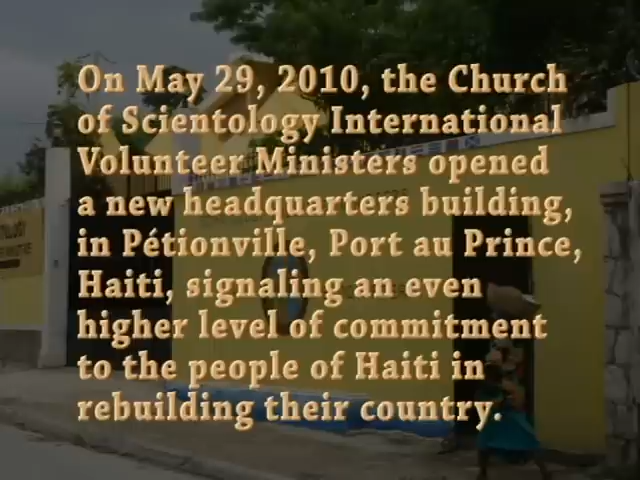 On May 29, 2010, the Church
of Scientology International
Volunteer Ministers opened
a new headquarters building,
in Pétionville, Port au Prince,
Haiti, signaling an even
higher level of commitment
to the people of Haiti in
rebuilding their country.